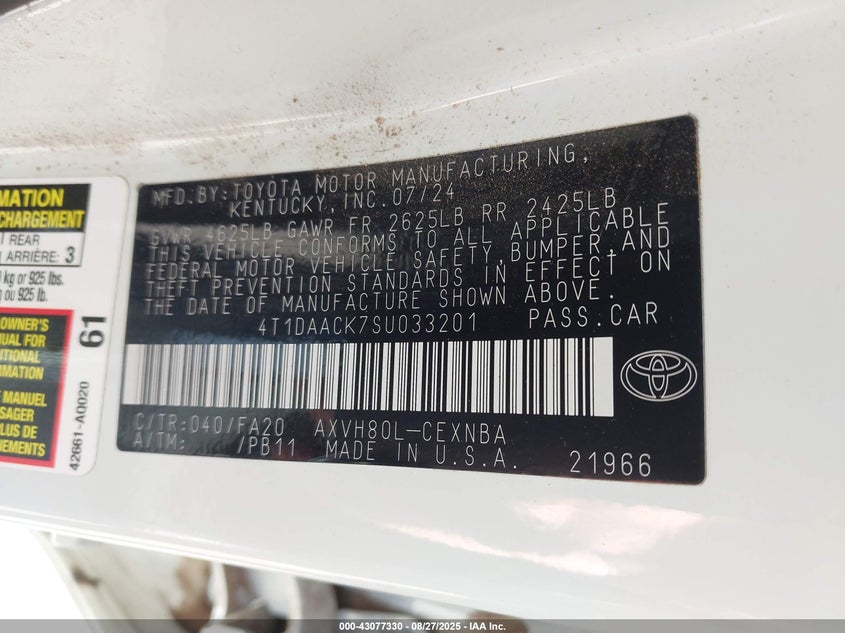 MATION
CHARGEMENT
REAR
ARRIÈRE: 3
kg or 925 lbs.
ou 925 lb.
OWNER'S
MANUAL FOR
MANUEL
PLUS DE
42661-A0020
61
MFD.BY: TOYOTA MOTOR MANUFACTURING,
KENTUCKY, INC. 07/24
GVWR 4625LB GAWR FR 2625LB RR 2425LB
THIS VEHICLE CONFORMS TO ALL APPLICABLE
FEDERAL MOTOR VEHICLE SAFETY, BUMPER, AND
THEFT PREVENTION STANDARDS IN EFFECT ON
THE DATE OF MANUFACTURE SHOWN ABOVE.
4T1DAACK7SU033201 PASS.CAR
C/TR:040/FA20 AXVH80L-CEXNBA
A/TM: /PB11 MADE IN U.S.A. 21966
000-43077330 - 08/27/2025 - IAA Inc.